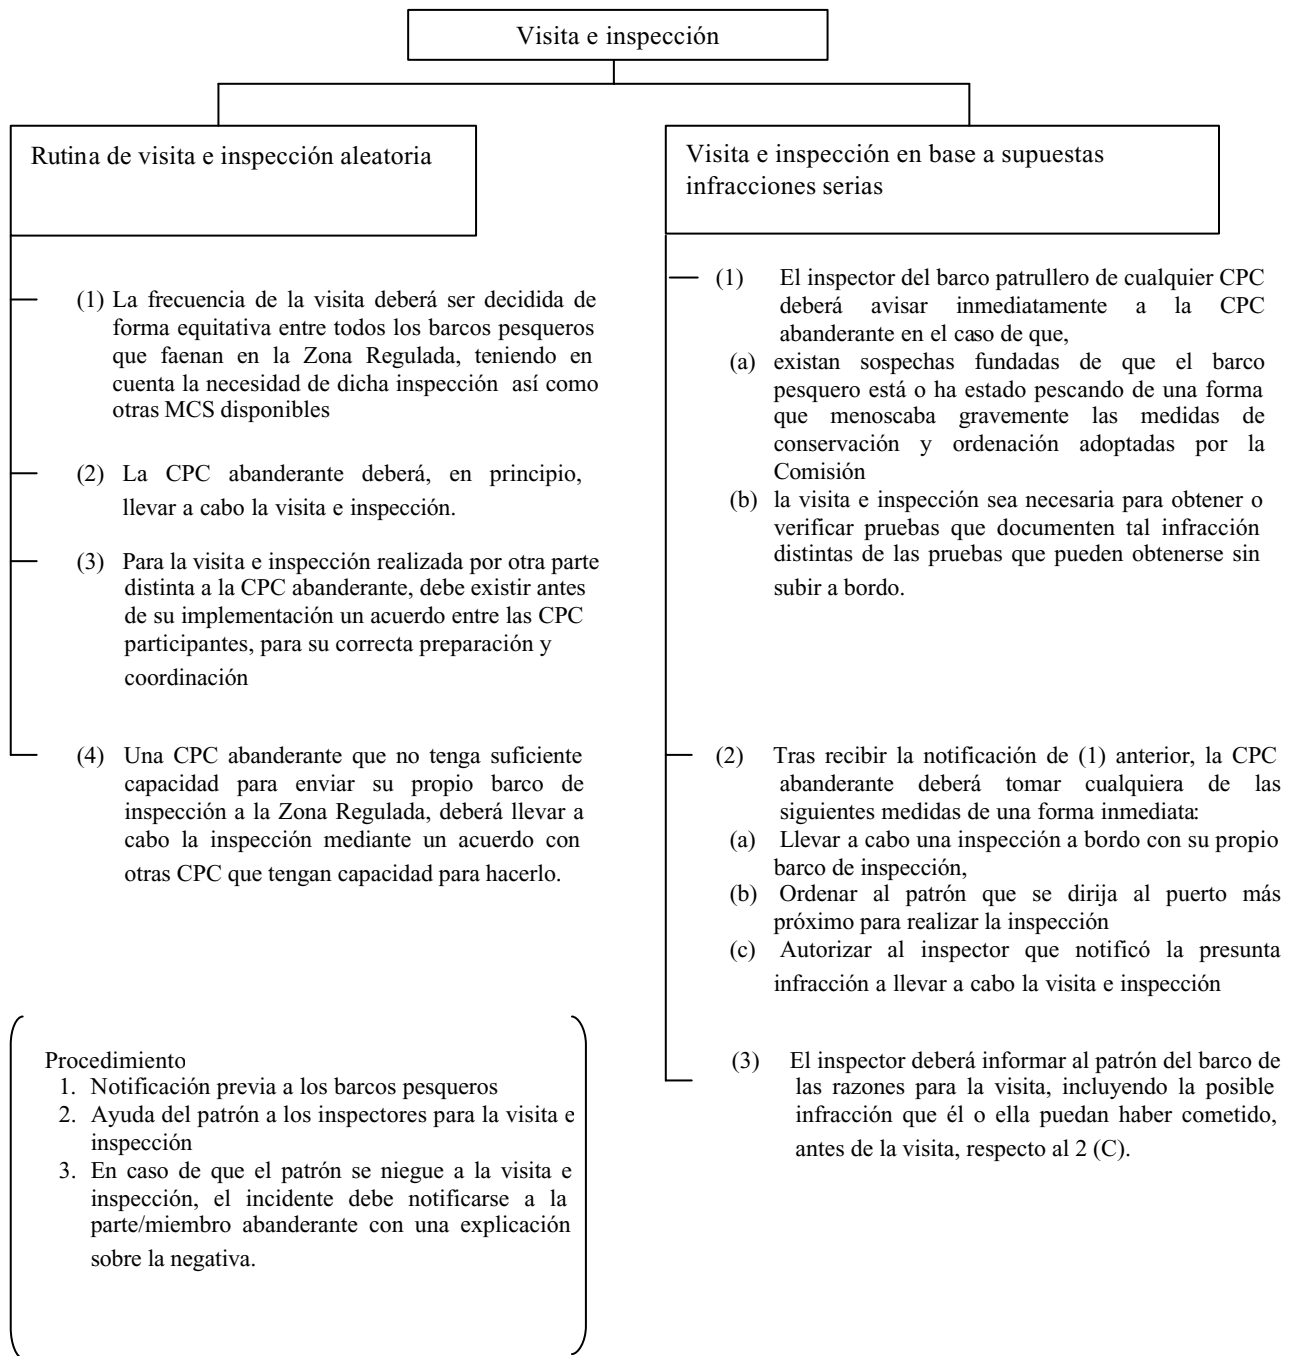 Visita e inspección
Rutina de visita e inspección aleatoria
(1) La frecuencia de la visita deberá ser decidida de
forma equitativa entre todos los barcos pesqueros
que faenan en la Zona Regulada, teniendo en
cuenta la necesidad de dicha inspección así como
otras MCS disponibles
(2) La CPC abanderante deberá, en principio,
llevar a cabo la visita e inspección.
(3) Para la visita e inspección realizada por otra parte
distinta a la CPC abanderante, debe existir antes
de su implementación un acuerdo entre las CPC
participantes, para su correcta preparación y
coordinación
(4) Una CPC abanderante que no tenga suficiente
capacidad para enviar su propio barco de
inspección a la Zona Regulada, deberá llevar a
cabo la inspección mediante un acuerdo con
otras CPC que tengan capacidad para hacerlo.
Procedimiento
1. Notificación previa a los barcos pesqueros
2. Ayuda del patrón a los inspectores para la visita e
inspección
3. En caso de que el patrón se niegue a la visita e
inspección, el incidente debe notificarse a la
parte/miembro abanderante con una explicación
sobre la negativa.
Visita e inspección en base a supuestas
infracciones serias
(1) El inspector del barco patrullero de cualquier CPC
deberá avisar inmediatamente a la CPC
abanderante en el caso de que,
(a) existan sospechas fundadas de que el barco
pesquero está o ha estado pescando de una forma
que menoscaba gravemente las medidas de
conservación y ordenación adoptadas por la
Comisión
(b) la visita e inspección sea necesaria para obtener o
verificar pruebas que documenten tal infracción
distintas de las pruebas que pueden obtenerse sin
subir a bordo.
(2) Tras recibir la notificación de (1) anterior, la CPC
abanderante deberá tomar cualquiera de las
siguientes medidas de una forma inmediata:
(a) Llevar a cabo una inspección a bordo con su propio
barco de inspección,
(b) Ordenar al patrón que se dirija al puerto más
próximo para realizar la inspección
(c) Autorizar al inspector que notificó la presunta
infracción a llevar a cabo la visita e inspección
(3) El inspector deberá informar al patrón del barco de
las razones para la visita, incluyendo la posible
infracción que él o ella puedan haber cometido,
antes de la visita, respecto al 2 (C).